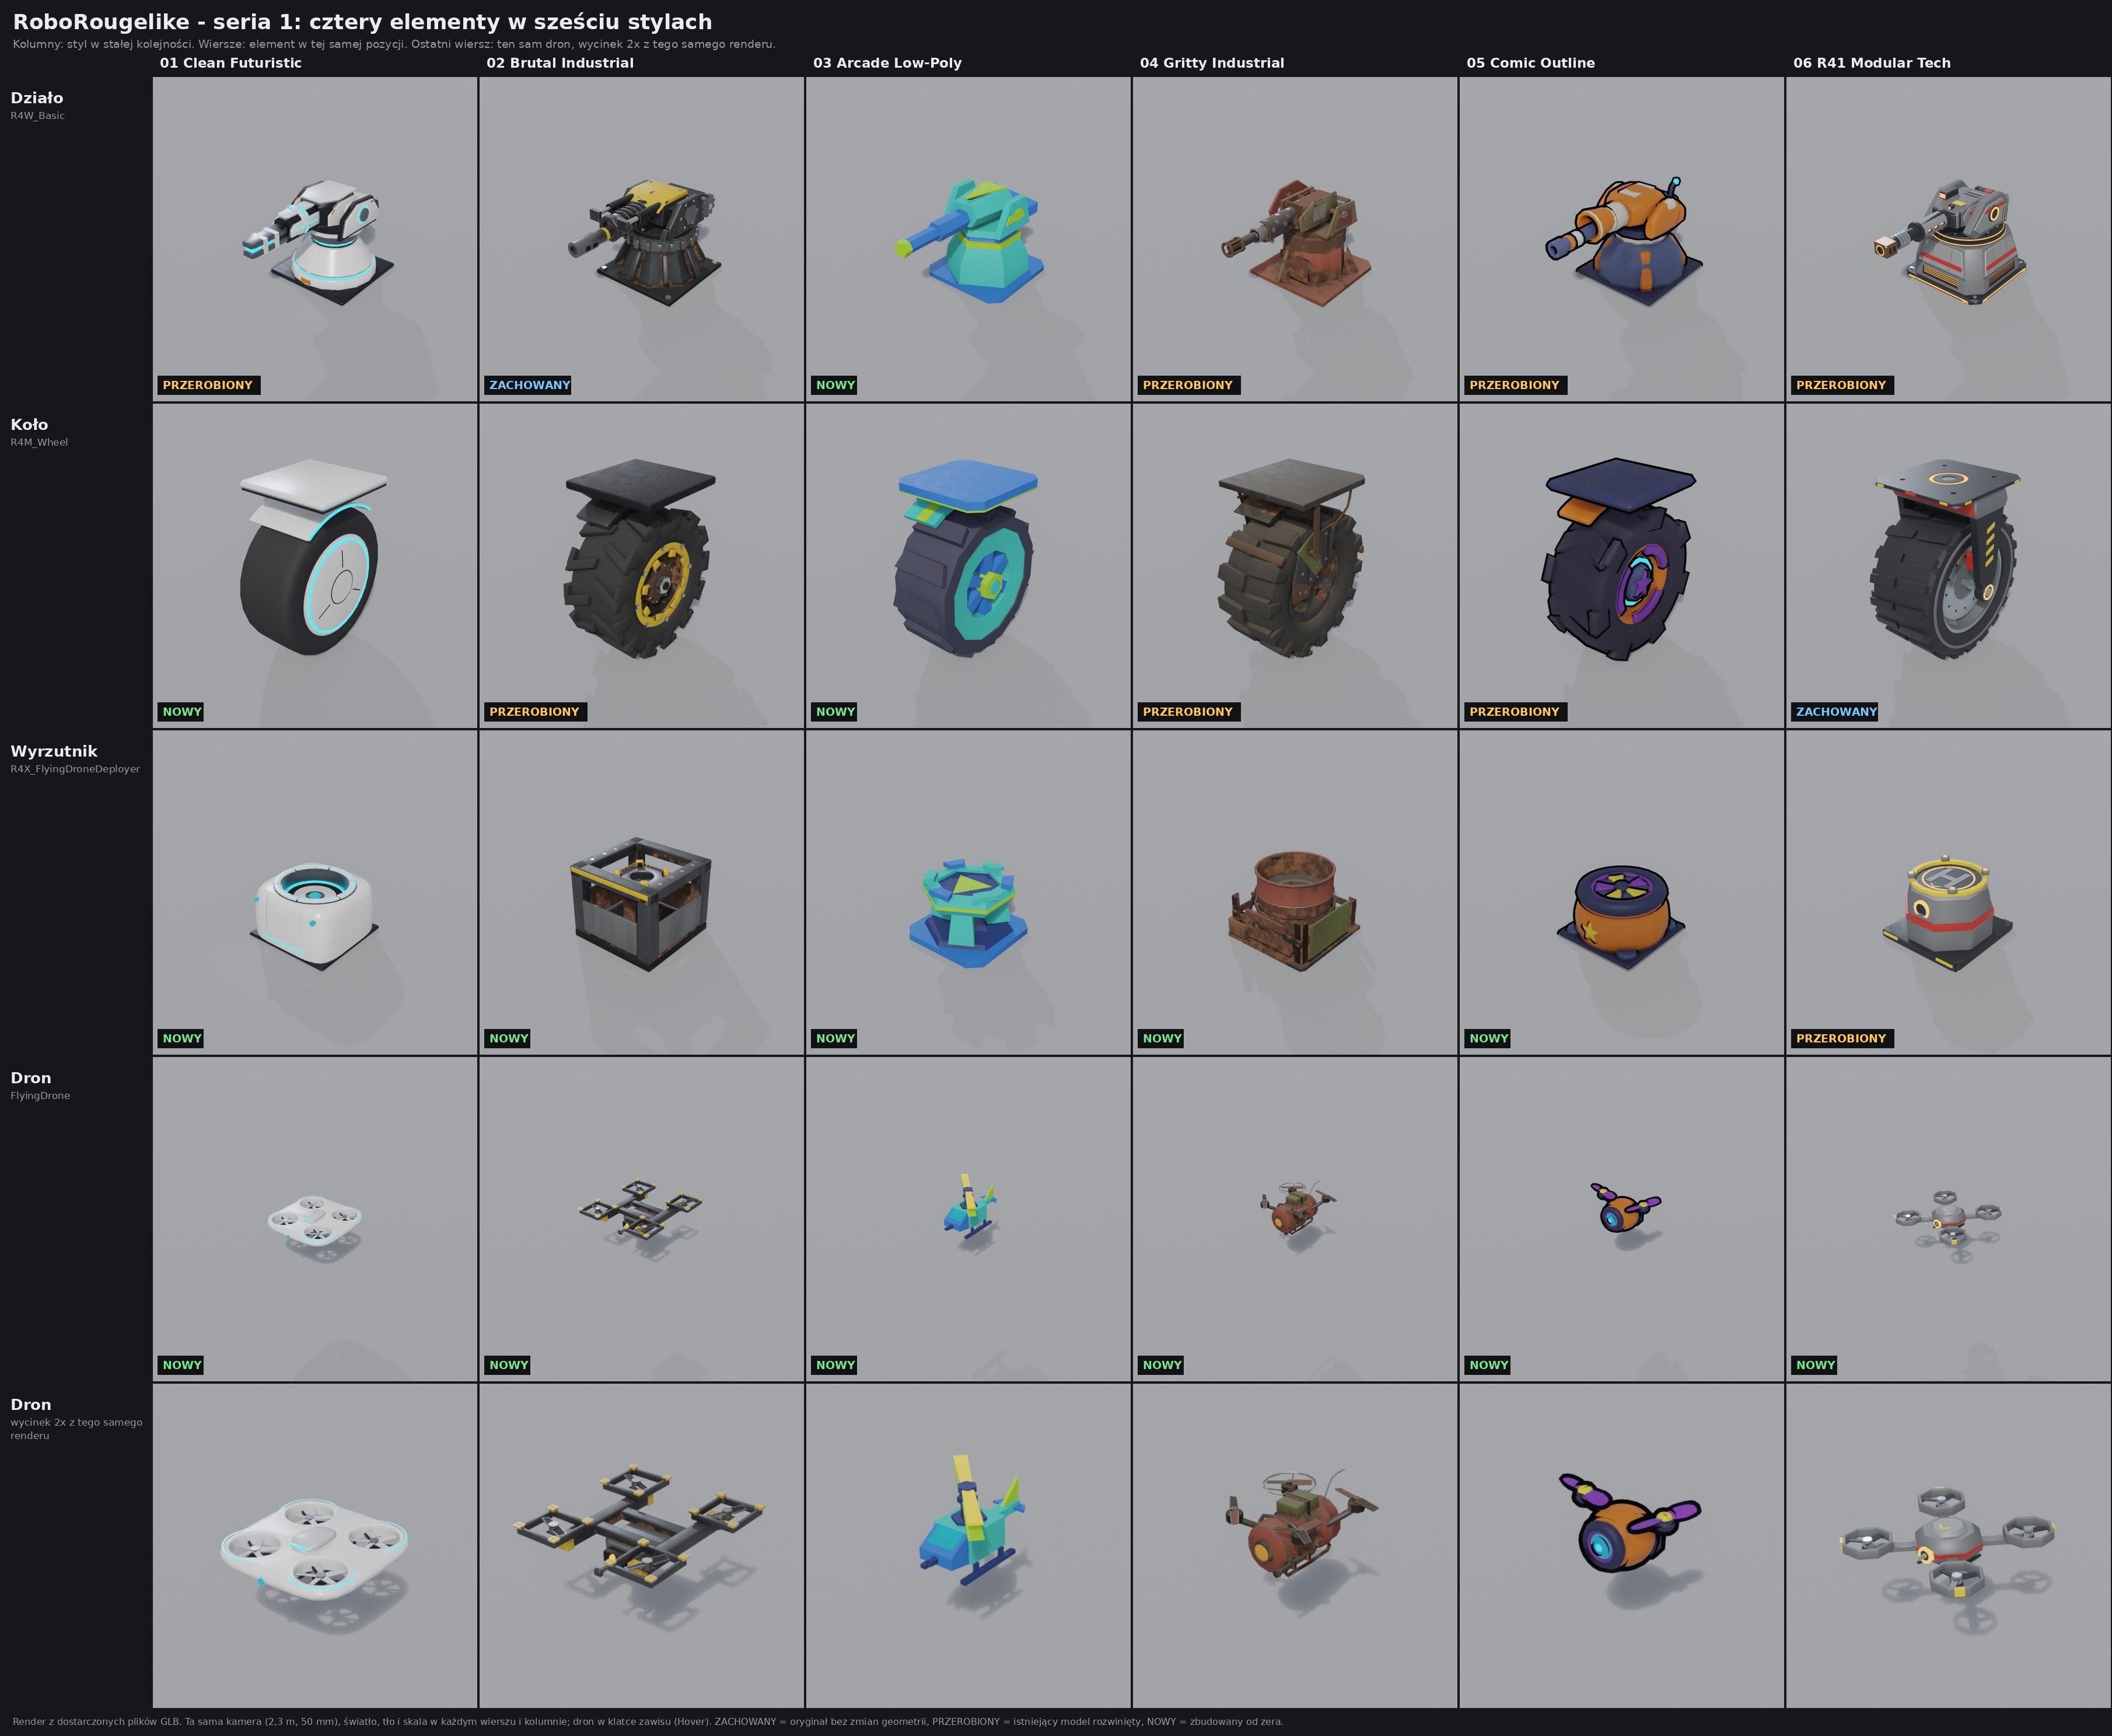 RoboRougelike - seria 1: cztery elementy w sześciu stylach
Kolumny: styl w stałej kolejności. Wiersze: element w tej samej pozycji. Ostatni wiersz: ten sam dron, wycinek 2x z tego samego renderu.
01 Clean Futuristic 02 Brutal Industrial 03 Arcade Low-Poly 04 Gritty Industrial 05 Comic Outline 06 R41 Modular Tech
Działo
R4W_Basic
PRZEROBIONY ZACHOWANY NOWY PRZEROBIONY PRZEROBIONY PRZEROBIONY
Koło
R4M_Wheel
NOWY PRZEROBIONY NOWY PRZEROBIONY PRZEROBIONY ZACHOWANY
Wyrzutnik
R4X_FlyingDroneDeployer
H
NOWY NOWY NOWY NOWY NOWY PRZEROBIONY
Dron
FlyingDrone
NOWY NOWY NOWY NOWY NOWY NOWY
Dron
wycinek 2x z tego samego
renderu
Render z dostarczonych plików GLB. Ta sama kamera (2,3 m, 50 mm), światło, tło i skala w każdym wierszu i kolumnie; dron w klatce zawisu (Hover). ZACHOWANY = oryginał bez zmian geometrii, PRZEROBIONY = istniejący model rozwinięty, NOWY = zbudowany od zera.